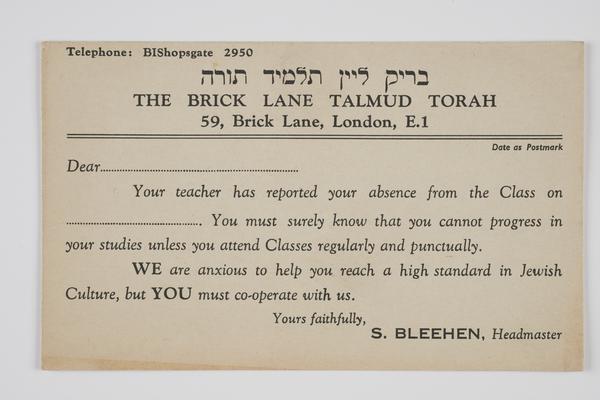 Telephone: BIShopsgate 2950
בריק ליין תלמיד תורה
THE BRICK LANE TALMUD TORAH
59, Brick Lane, London, E.1
Date as Postmark
Dear............................................................
Your teacher has reported your absence from the Class on
.......................................... You must surely know that you cannot progress in
your studies unless you attend Classes regularly and punctually.
WE are anxious to help you reach a high standard in Jewish
Culture, but YOU must co-operate with us.
Yours faithfully,
S. BLEEHEN, Headmaster